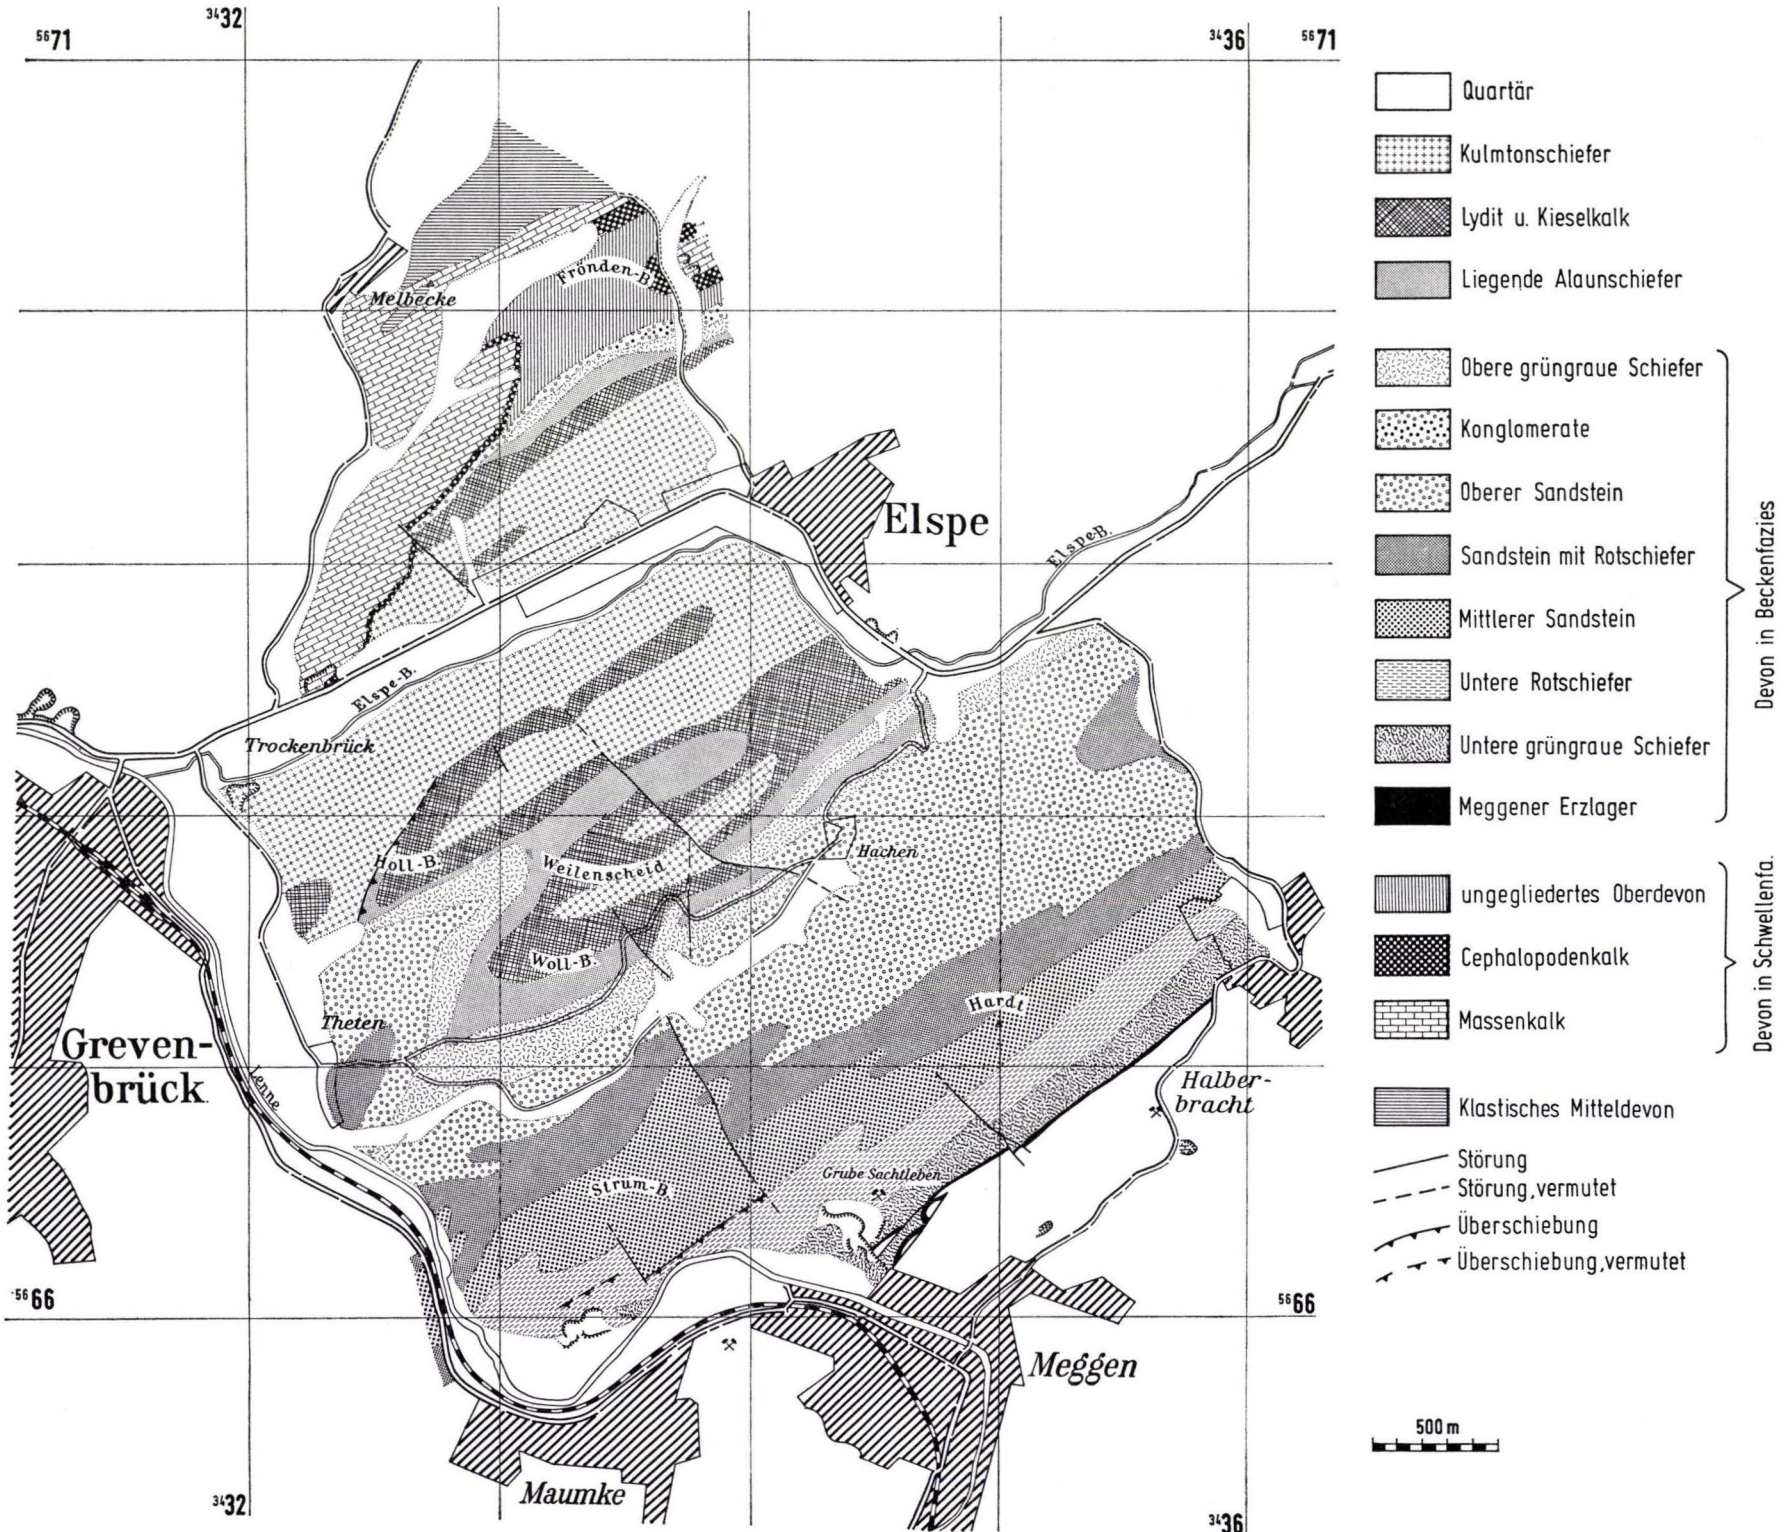 3432
5671
3436
5671
Quartär
Kulmtonschiefer
Lydit u. Kieselkalk
Liegende Alaunschiefer
Obere grüngraue Schiefer
Konglomerate
Oberer Sandstein
Sandstein mit Rotschiefer
Mittlerer Sandstein
Untere Rotschiefer
Untere grüngraue Schiefer
Meggener Erzlager
Devon in Beckenfazies
ungegliedertes Oberdevon
Cephalopodenkalk
Massenkalk
Devon in Schwellenfa.
Klastisches Mitteldevon
Störung
Störung,vermutet
Überschiebung
Überschiebung,vermutet
500 m
Frönden-B.
Melbecke
Elspe
Elspe-B.
Elspe-B.
Trockenbrück
Holl-B.
Weilenscheid
Hachen
Woll-B.
Hardt
Theten
Greven-
brück
Lenne
Halber-
bracht
Grube Sachtleben
Strum-B.
5666
5666
Meggen
Maumke
3432
3436